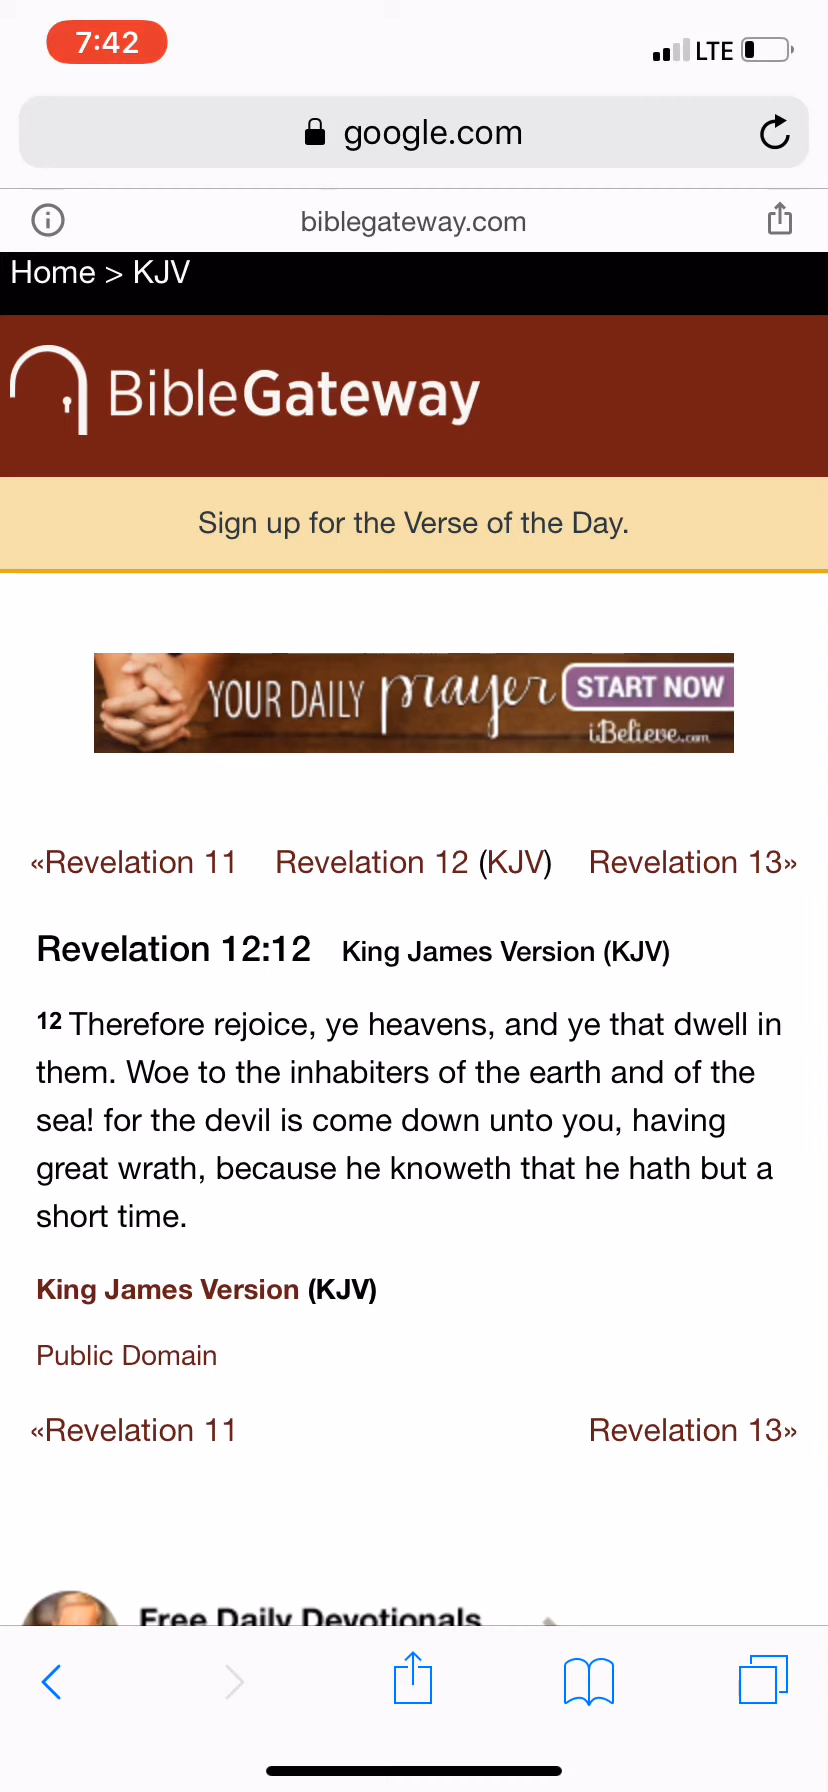 7:42
LTE
google.com
biblegateway.com
Home > KJV
BibleGateway
Sign up for the Verse of the Day.
YOUR DAILY prayer START NOW
iBelieve.com
«Revelation 11 Revelation 12 (KJV) Revelation 13»
Revelation 12:12 King James Version (KJV)
12 Therefore rejoice, ye heavens, and ye that dwell in
them. Woe to the inhabiters of the earth and of the
sea! for the devil is come down unto you, having
great wrath, because he knoweth that he hath but a
short time.
King James Version (KJV)
Public Domain
«Revelation 11 Revelation 13»
Free Daily Devotionals